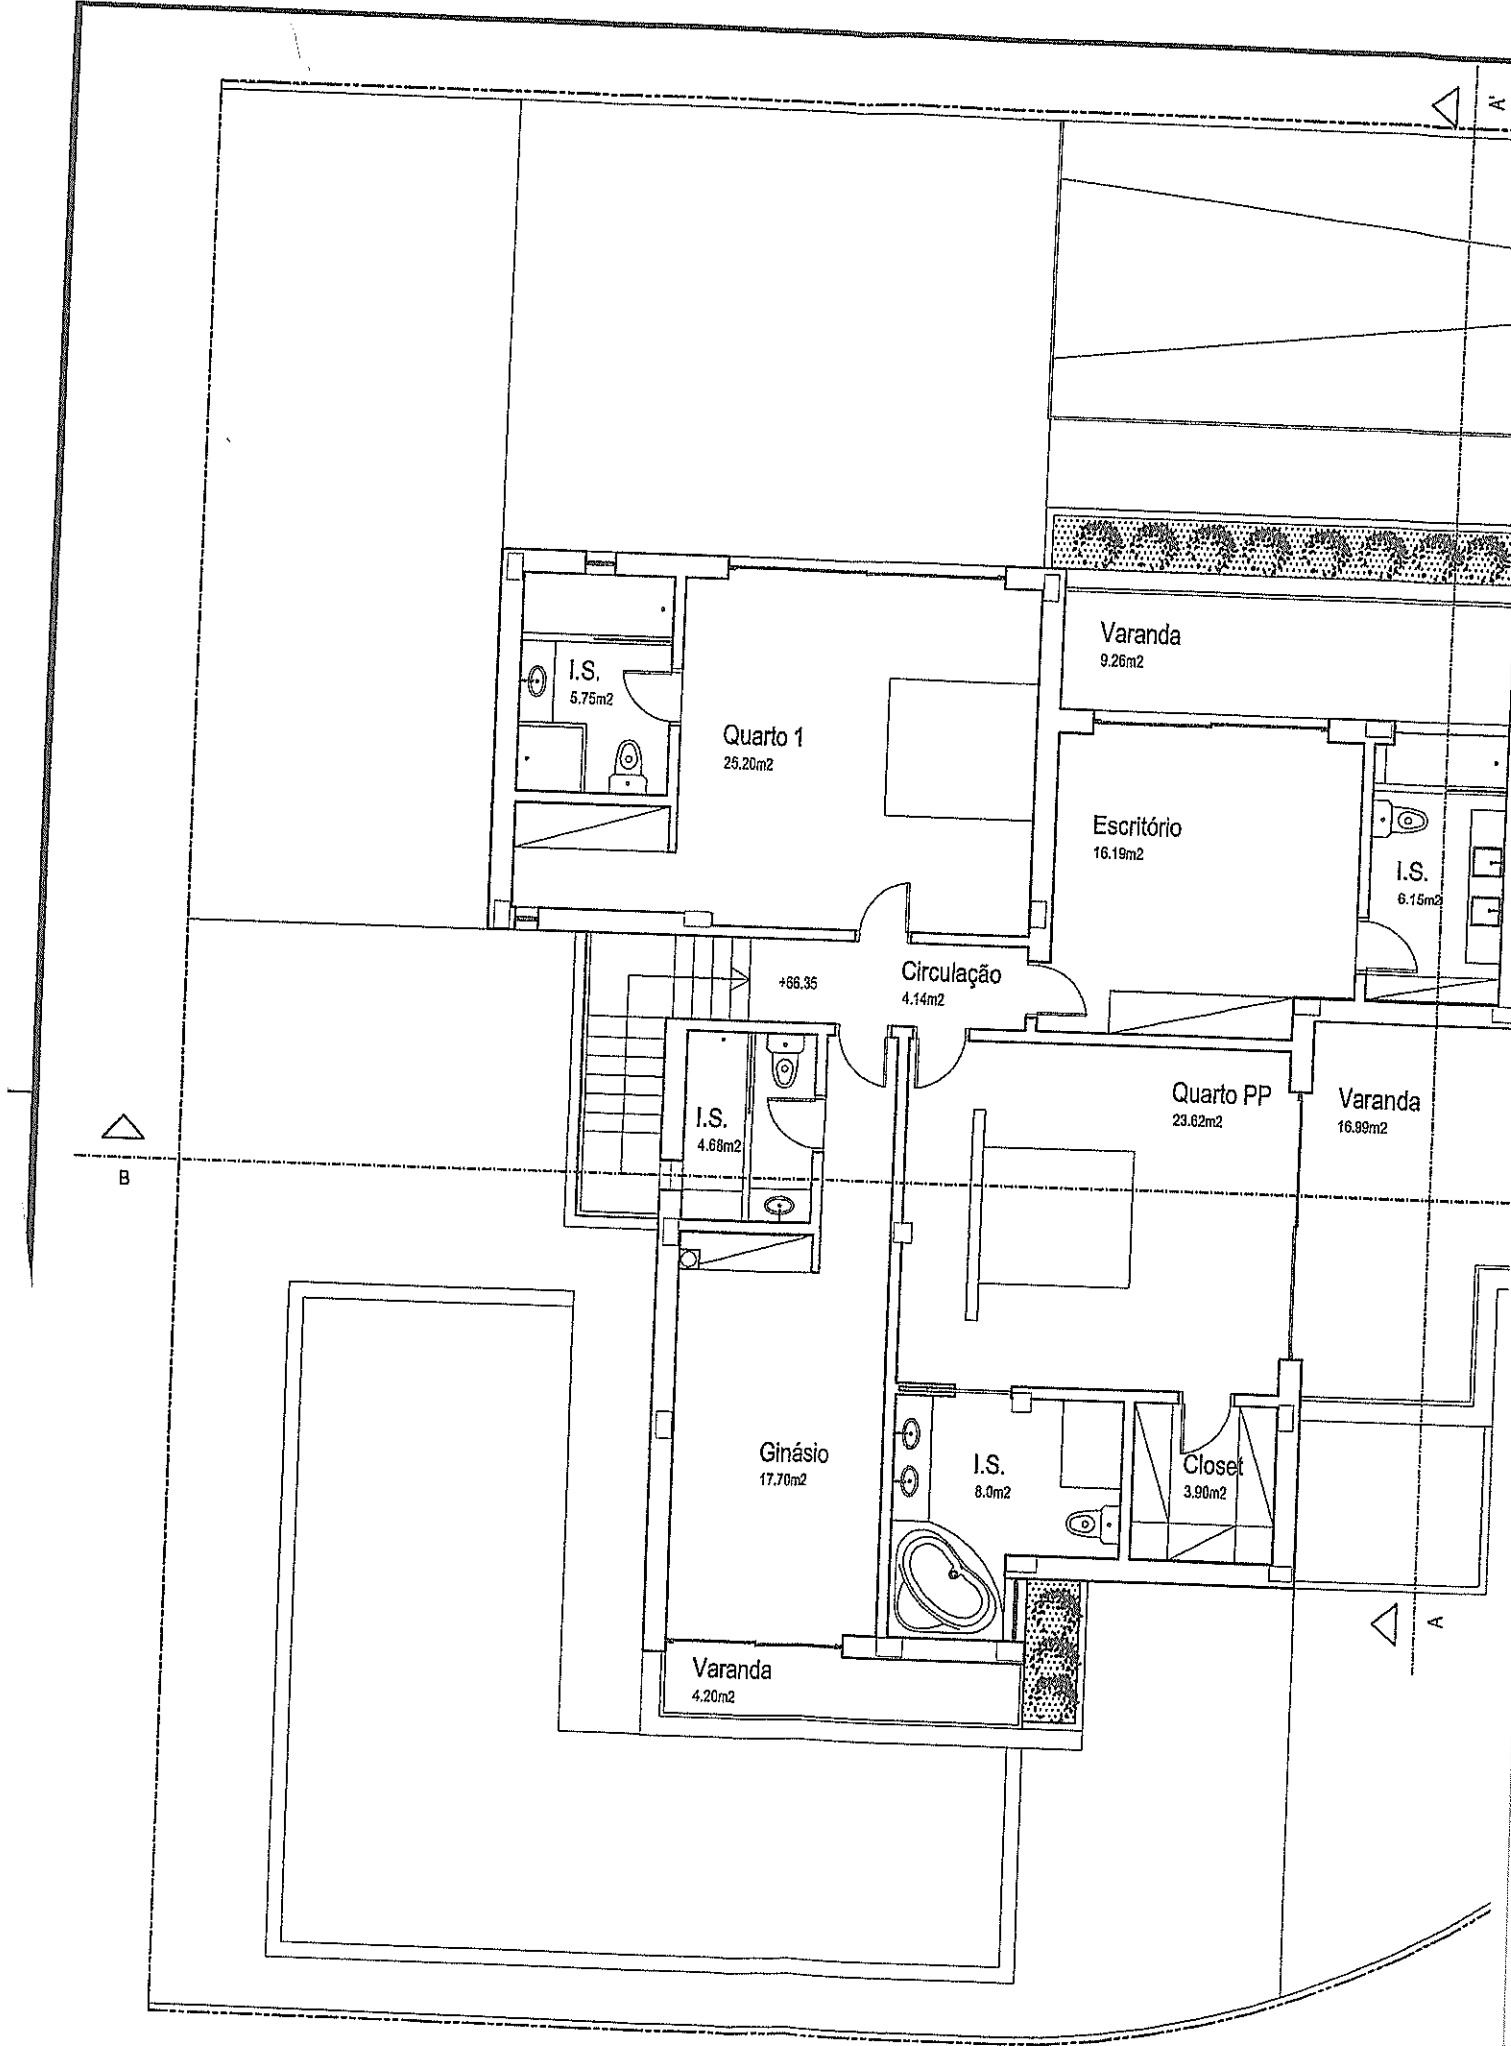 A'
Varanda
9.26m2
I.S.
5.75m2
Quarto 1
25.20m2
Escritório
16.19m2
I.S.
6.15m2
Circulação
4.14m2
+66.35
Quarto PP
23.62m2
Varanda
16.99m2
I.S.
4.68m2
B
Ginásio
17.70m2
I.S.
8.0m2
Closet
3.90m2
A
Varanda
4.20m2